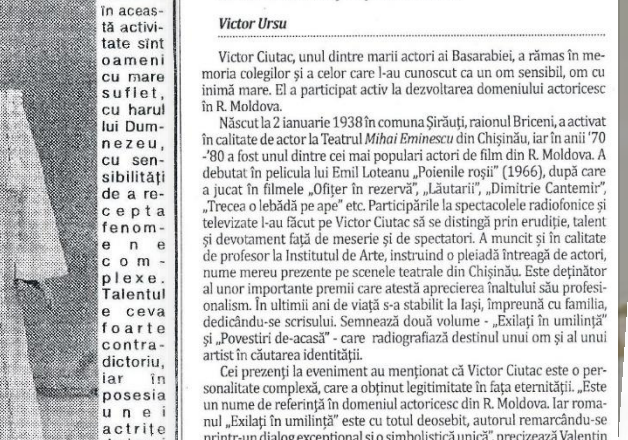 în aceas-
tă activi-
tate sînt
oameni
cu mare
suflet,
cu harul
lui Dum-
nezeu,
cu sen-
sibilităţi
de a re-
cepta
fenom-
ene
com-
plexe.
Talentul
e ceva
foarte
contra-
dictoriu,
iar în
posesia
unei
actriţe
Victor Ursu
Victor Ciutac, unul dintre marii actori ai Basarabiei, a rămas în me-
moria colegilor și a celor care l-au cunoscut ca un om sensibil, om cu
inimă mare. El a participat activ la dezvoltarea domeniului actoricesc
în R. Moldova.
Născut la 2 ianuarie 1938 în comuna Șirăuți, raionul Briceni, a activat
în calitate de actor la Teatrul Mihai Eminescu din Chișinău, iar în anii '70
-'80 a fost unul dintre cei mai populari actori de film din R. Moldova. A
debutat în pelicula lui Emil Loteanu „Poienile roșii” (1966), după care
a jucat în filmele „Ofițer în rezervă”, „Lăutarii”, „Dimitrie Cantemir”,
„Trecea o lebădă pe ape” etc. Participările la spectacolele radiofonice și
televizate l-au făcut pe Victor Ciutac să se distingă prin erudiție, talent
și devotament față de meserie și de spectatori. A muncit și în calitate
de profesor la Institutul de Arte, instruind o pleiadă întreagă de actori,
nume mereu prezente pe scenele teatrale din Chișinău. Este deținător
al unor importante premii care atestă aprecierea înaltului său profesi-
onalism. În ultimii ani de viață s-a stabilit la Iași, împreună cu familia,
dedicându-se scrisului. Semnează două volume - „Exilați în umilință”
și „Povestiri de-acasă” - care radiografiază destinul unui om și al unui
artist în căutarea identității.
Cei prezenți la eveniment au menționat că Victor Ciutac este o per-
sonalitate complexă, care a obținut legitimitate în fața eternității. „Este
un nume de referință în domeniul actoricesc din R. Moldova. Iar roma-
nul „Exilați în umilință” este cu totul deosebit, autorul remarcându-se
printr-un dialog excepțional și o simbolistică unică”, precizează Valentin